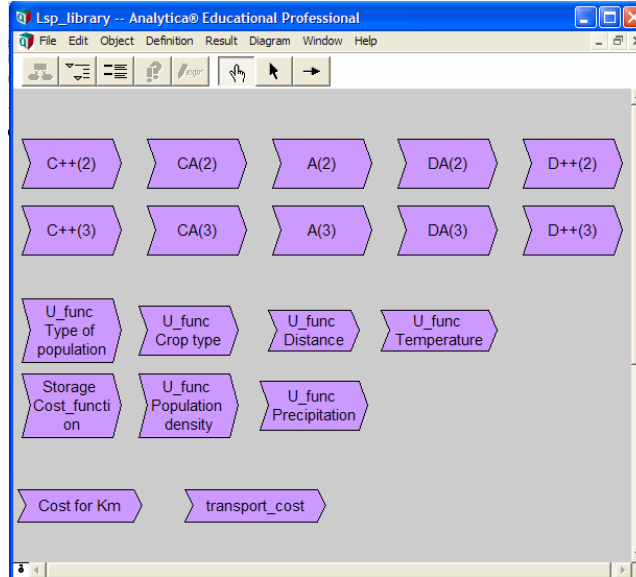 Lsp_library -- Analytica® Educational Professional
File Edit Object Definition Result Diagram Window Help
expr
C++(2) CA(2) A(2) DA(2) D++(2)
C++(3) CA(3) A(3) DA(3) D++(3)
U_func
Type of
population
U_func
Crop type
U_func
Distance
U_func
Temperature
Storage
Cost_functi
on
U_func
Population
density
U_func
Precipitation
Cost for Km
transport_cost